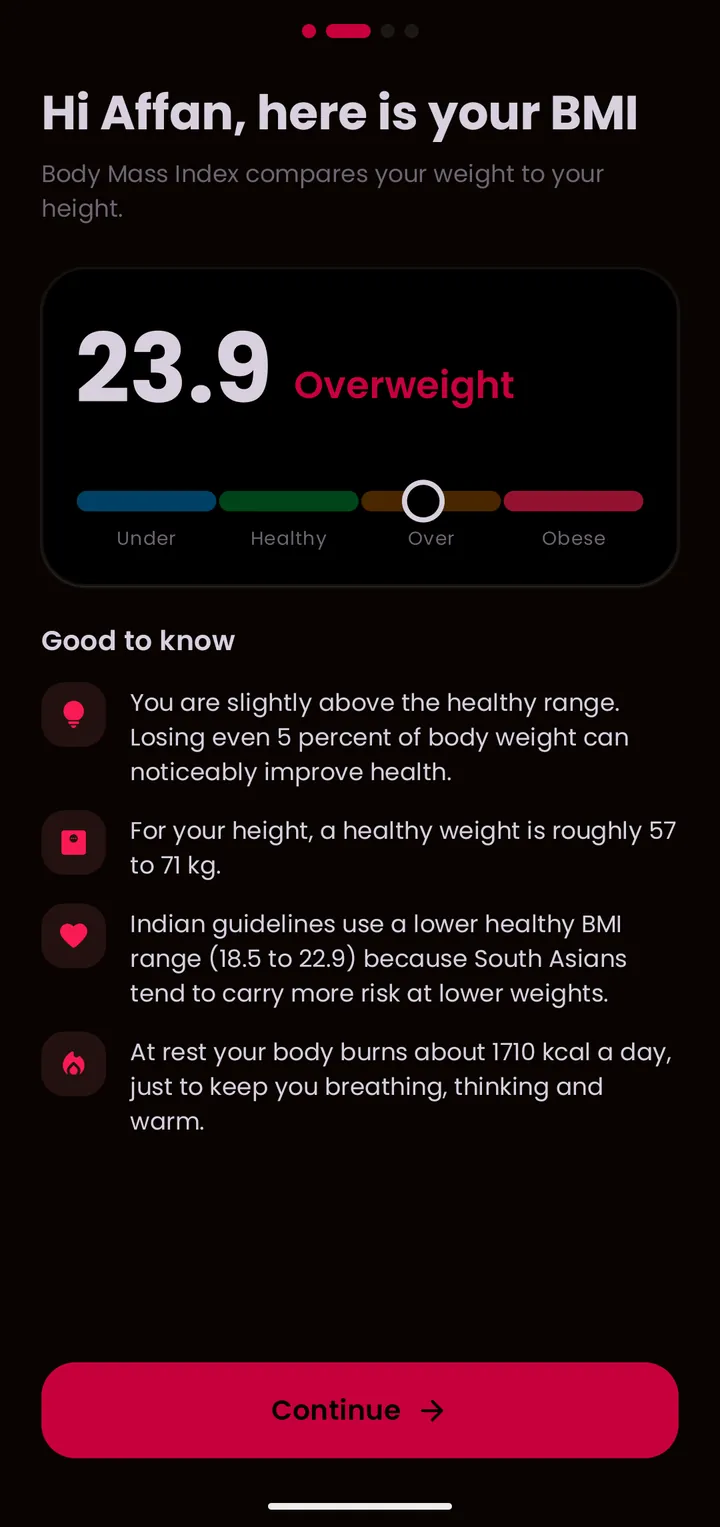 Hi Affan, here is your BMI
Body Mass Index compares your weight to your
height.
23.9 Overweight
Under Healthy Over Obese
Good to know
You are slightly above the healthy range.
Losing even 5 percent of body weight can
noticeably improve health.
For your height, a healthy weight is roughly 57
to 71 kg.
Indian guidelines use a lower healthy BMI
range (18.5 to 22.9) because South Asians
tend to carry more risk at lower weights.
At rest your body burns about 1710 kcal a day,
just to keep you breathing, thinking and
warm.
Continue →